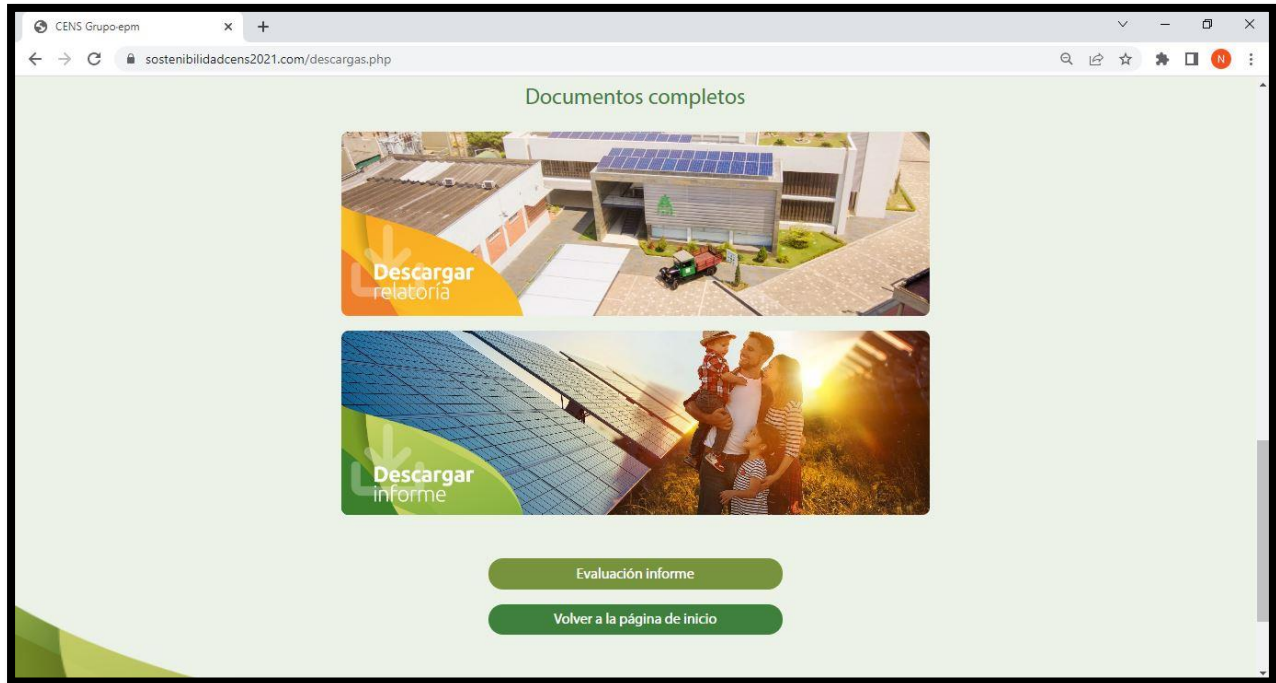 CENS Grupo-epm
sostenibilidadcens2021.com/descargas.php
N
Documentos completos
Descargar
relatoría
Descargar
informe
Evaluación informe
Volver a la página de inicio